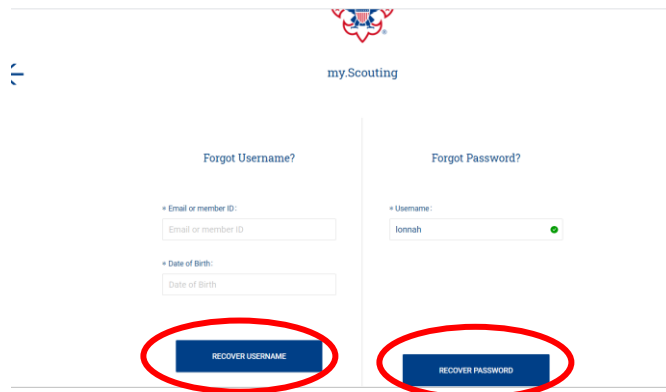 my.Scouting
Forgot Username?
* Email or member ID:
Email or member ID
* Date of Birth:
Date of Birth
RECOVER USERNAME
Forgot Password?
* Username:
lonnah
RECOVER PASSWORD